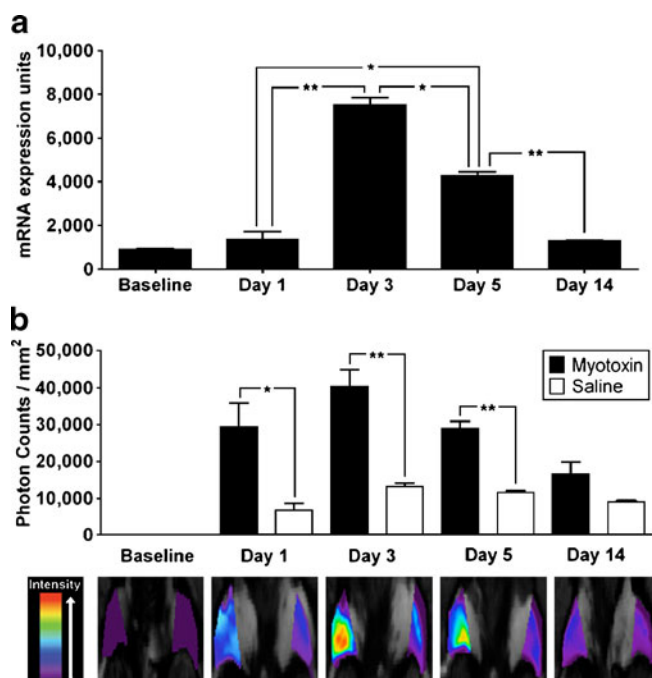 a
mRNA expression units
10,000
8,000
6,000
4,000
2,000
0
*
** *
**
Baseline Day 1 Day 3 Day 5 Day 14
b
Photon Counts / mm²
50,000
40,000
30,000
20,000
10,000
0
*
**
**
Myotoxin
Saline
Baseline Day 1 Day 3 Day 5 Day 14
Intensity